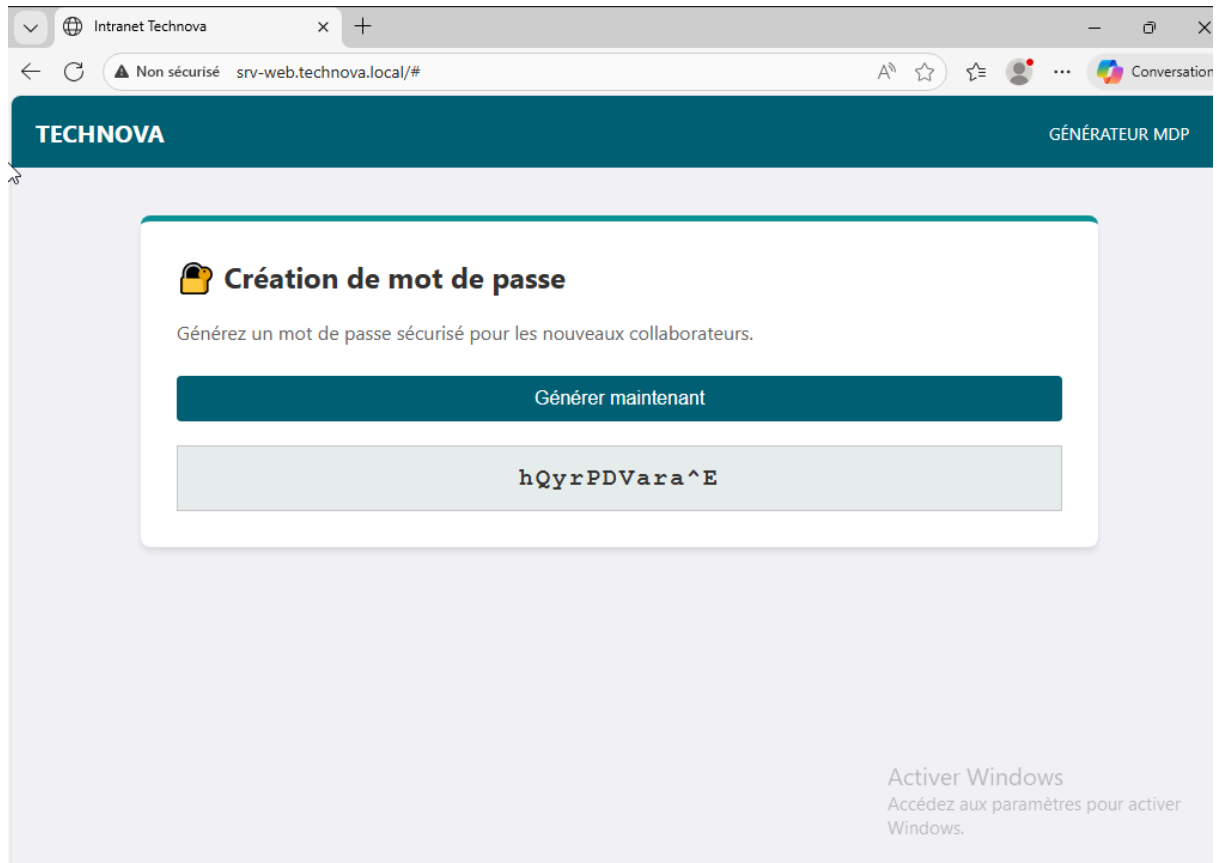 Intranet Technova
Non sécurisé srv-web.technova.local/#
Conversation
TECHNOVA
GÉNÉRATEUR MDP
Création de mot de passe
Générez un mot de passe sécurisé pour les nouveaux collaborateurs.
Générer maintenant
hQyrPDVara^E
Activer Windows
Accédez aux paramètres pour activer
Windows.